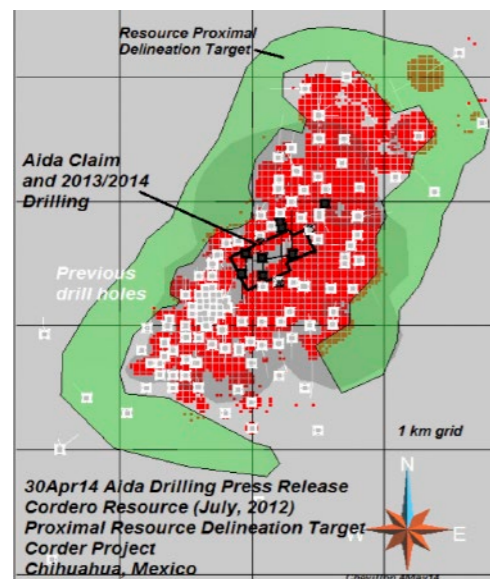 Resource Proximal
Delineation Target
Aida Claim
and 2013/2014
Drilling
Previous
drill holes
1 km grid
N
W E
30Apr14 Aida Drilling Press Release
Cordero Resource (July, 2012)
Proximal Resource Delineation Target
Corder Project
Chihuahua, Mexico